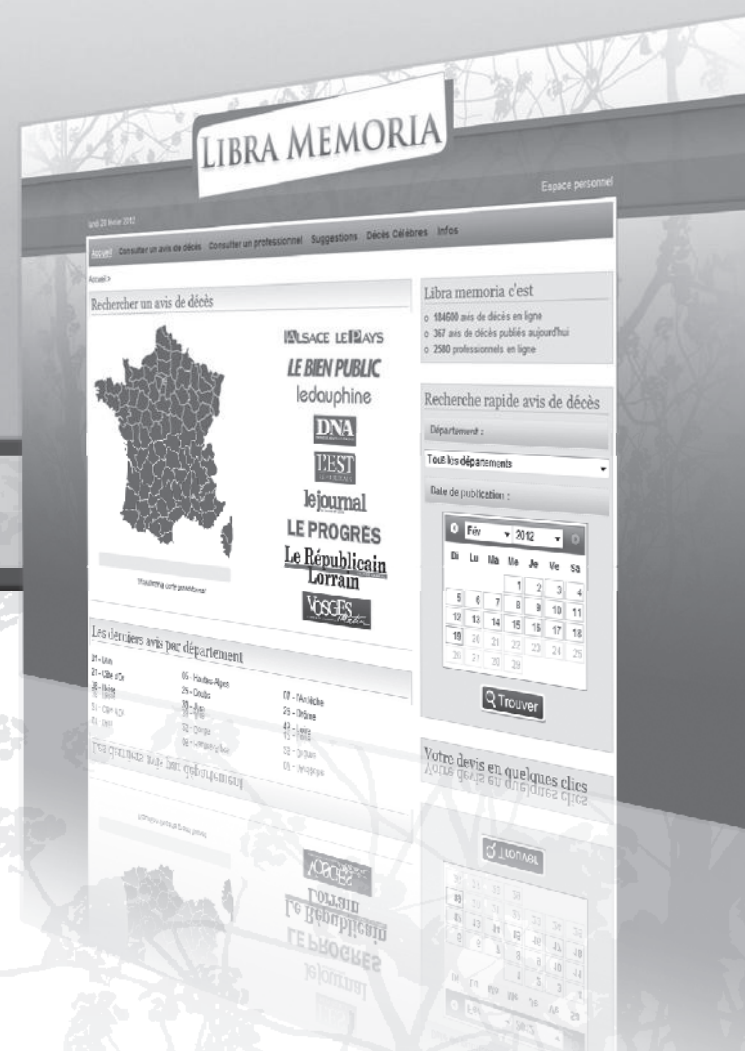 LIBRA MEMORIA
Espace personnel
2012
Accueil Consulter un avis de décès Consulter un professionnel Suggestions Décès Célèbres Infos
Accueil >
Rechercher un avis de décès
ALSACE LE PAYS
LE BIEN PUBLIC
ledauphine
DNA
L'EST
le journal
LE PROGRÈS
Le Républicain
Lorrain
VOSGES
Matin
Les derniers avis par département
21 - Côte d'Or
05 - Hautes-Alpes
25 - Doubs
07 - l'Ardèche
26 - Drôme
Libra memoria c'est
o 184600 avis de décès en ligne
o 367 avis de décès publiés aujourd'hui
o 2580 professionnels en ligne
Recherche rapide avis de décès
Département :
Tous les départements
Date de publication :
Fév 2012
Di Lu Ma Me Je Ve Sa
1 2 3 4
5 6 7 8 9 10 11
12 13 14 15 16 17 18
19 20 21 22 23 24 25
26 27 28 29
Trouver
Votre devis en quelques clics